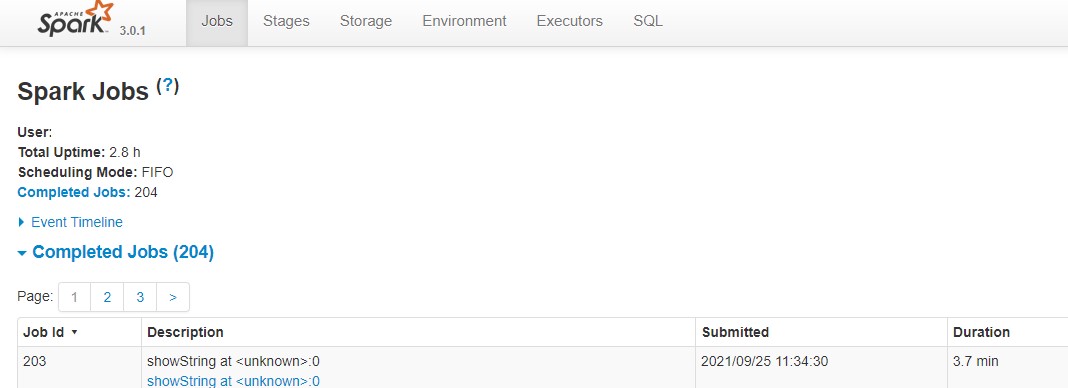 APACHE
Spark 3.0.1 Jobs Stages Storage Environment Executors SQL
Spark Jobs (?)
User:
Total Uptime: 2.8 h
Scheduling Mode: FIFO
Completed Jobs: 204
Event Timeline
Completed Jobs (204)
Page: 1 2 3 >
Job Id Description Submitted Duration
203 showString at <unknown>:0 2021/09/25 11:34:30 3.7 min
showString at <unknown>:0